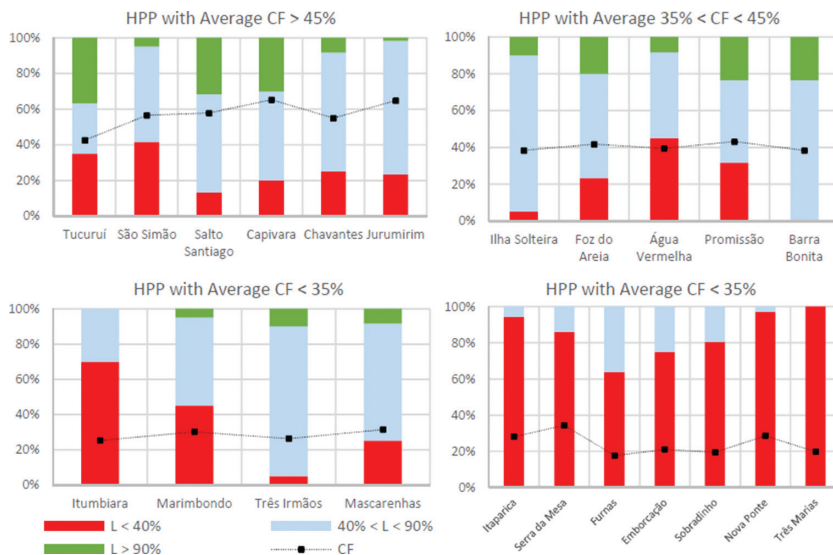 HPP with Average CF > 45%
100%
80%
60%
40%
20%
0%
Tucuruí São Simão Salto Santiago Capivara Chavantes Jurumirim
HPP with Average 35% < CF < 45%
100%
80%
60%
40%
20%
0%
Ilha Solteira Foz do Areia Água Vermelha Promissão Barra Bonita
HPP with Average CF < 35%
100%
80%
60%
40%
20%
0%
Itumbiara Marimbondo Três Irmãos Mascarenhas
HPP with Average CF < 35%
100%
80%
60%
40%
20%
0%
Itaparica Serra da Mesa Furnas Emborcação Sobradinho Nova Ponte Três Marias
L < 40% 40% < L < 90%
L > 90% CF